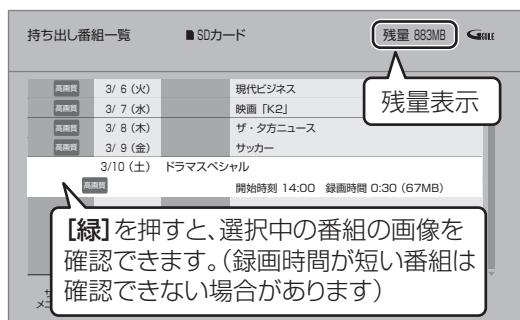 持ち出し番組一覧 ■SDカード 残量 883MB
残量表示
高画質 3/ 6（火） 現代ビジネス
高画質 3/ 7（水） 映画「K2」
高画質 3/ 8（木） ザ・夕方ニュース
高画質 3/ 9（金） サッカー
3/10（土） ドラマスペシャル
高画質 開始時刻 14:00 録画時間 0:30（67MB）
[緑]を押すと、選択中の番組の画像を
確認できます。（録画時間が短い番組は
確認できない場合があります）